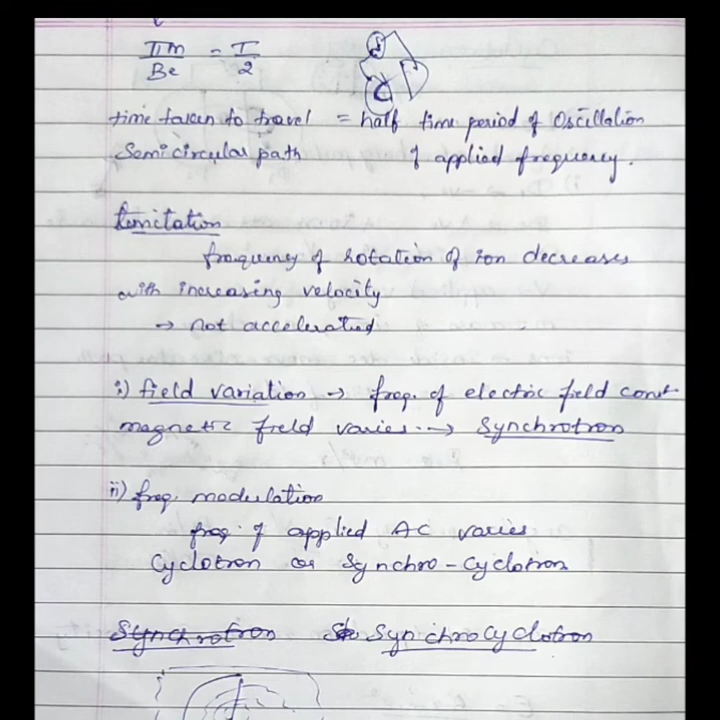 πm/Be = T/2
time taken to travel = half time period of Oscillation
Semicircular path of applied frequency.
Limitation
frequency of rotation of ion decreases
with increasing velocity
→ not accelerated
i) field variation → freq. of electric field const
magnetic field varies → Synchrotron
ii) freq. modulation
freq. of applied AC varies
Cyclotron or Synchro-Cyclotron
Synchrotron Synchrocyclotron